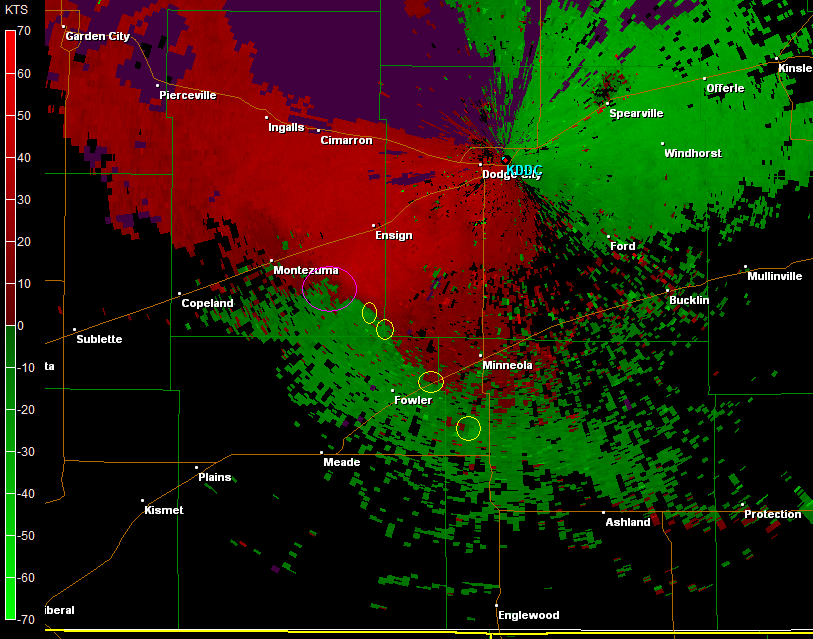 KTS
70
60
50
40
30
20
10
0
-10
-20
-30
-40
-50
-60
-70
Garden City
Kinsle
Pierceville
Offerle
Spearville
Ingalls
Cimarron
Windhorst
Dodge City
KDDC
Ensign
Ford
Montezuma
Mullinville
Copeland
Bucklin
Sublette
ta
Minneola
Fowler
Meade
Plains
Kismet
Protection
Ashland
iberal
Englewood